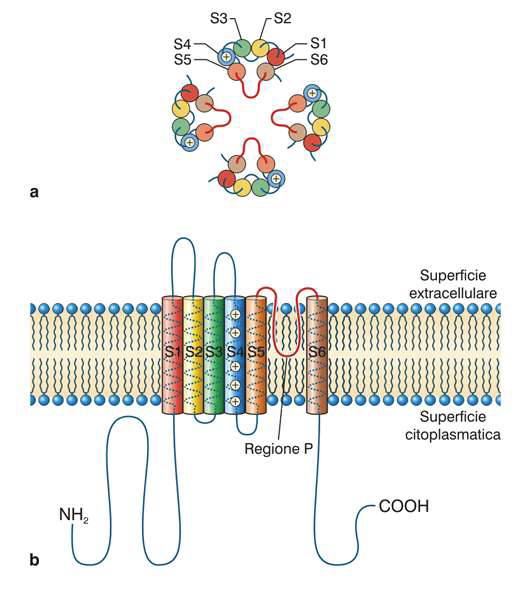 S3 S2
S4 S1
S5 S6
a
Superficie
extracellulare
S1 S2 S3 S4 S5 S6
Superficie
citoplasmatica
Regione P
NH2
COOH
b